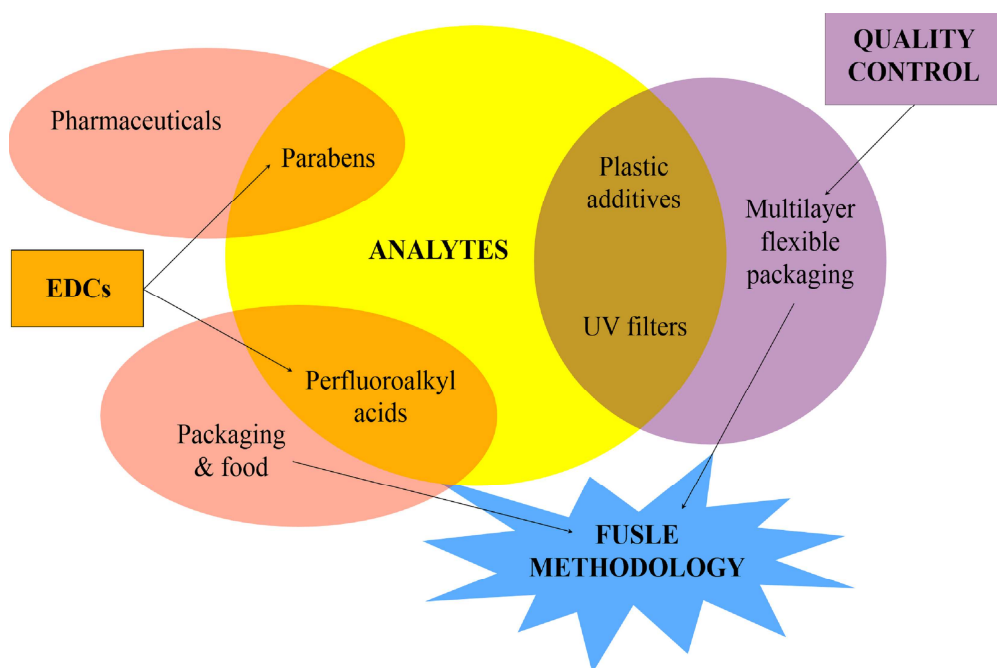 QUALITY
CONTROL
Pharmaceuticals
Parabens
Plastic
additives
Multilayer
flexible
packaging
ANALYTES
EDCs
UV filters
Perfluoroalkyl
acids
Packaging
& food
FUSLE
METHODOLOGY